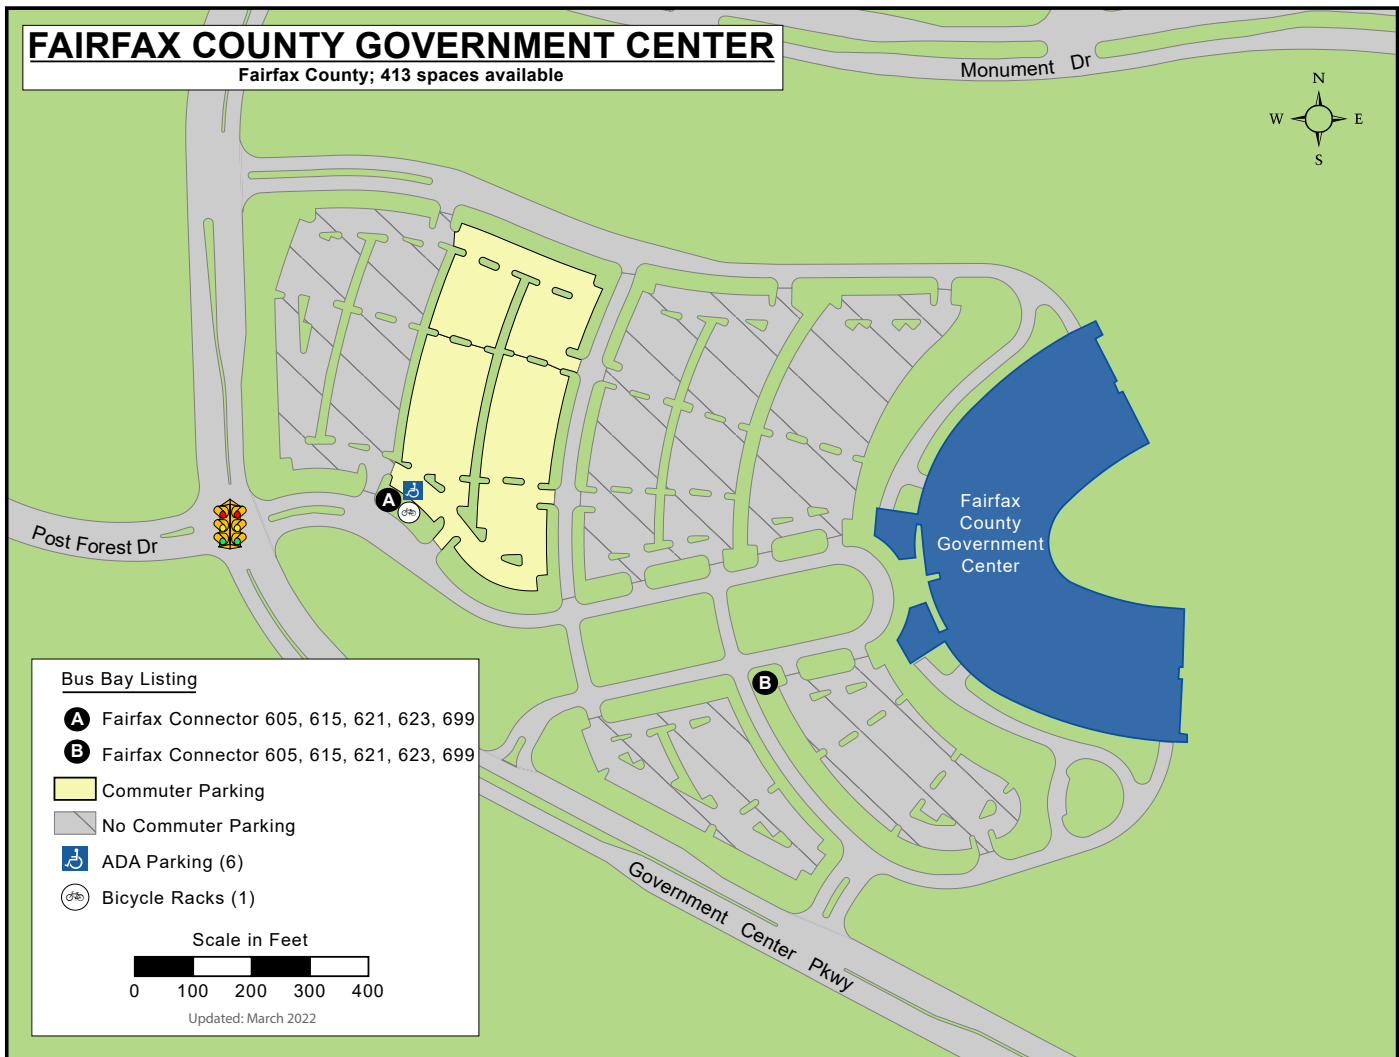 FAIRFAX COUNTY GOVERNMENT CENTER
Fairfax County; 413 spaces available
Monument Dr
N
W E
S
A
Fairfax
County
Government
Center
Post Forest Dr
B
Bus Bay Listing
A Fairfax Connector 605, 615, 621, 623, 699
B Fairfax Connector 605, 615, 621, 623, 699
Commuter Parking
No Commuter Parking
ADA Parking (6)
Bicycle Racks (1)
Government Center Pkwy
Scale in Feet
0 100 200 300 400
Updated: March 2022